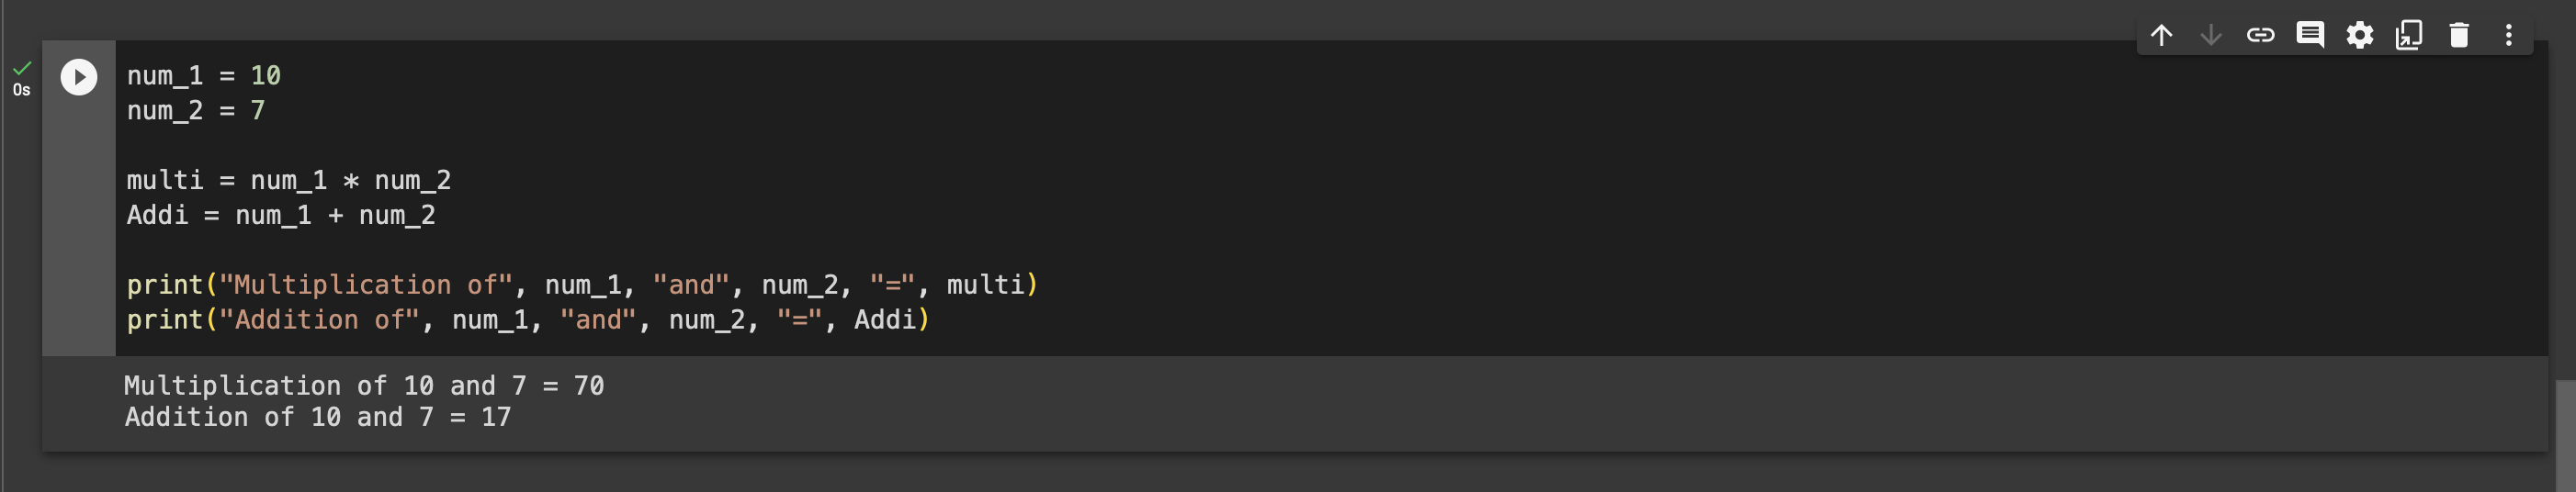 0s
num_1 = 10
num_2 = 7
multi = num_1 * num_2
Addi = num_1 + num_2
print("Multiplication of", num_1, "and", num_2, "=", multi)
print("Addition of", num_1, "and", num_2, "=", Addi)
Multiplication of 10 and 7 = 70
Addition of 10 and 7 = 17